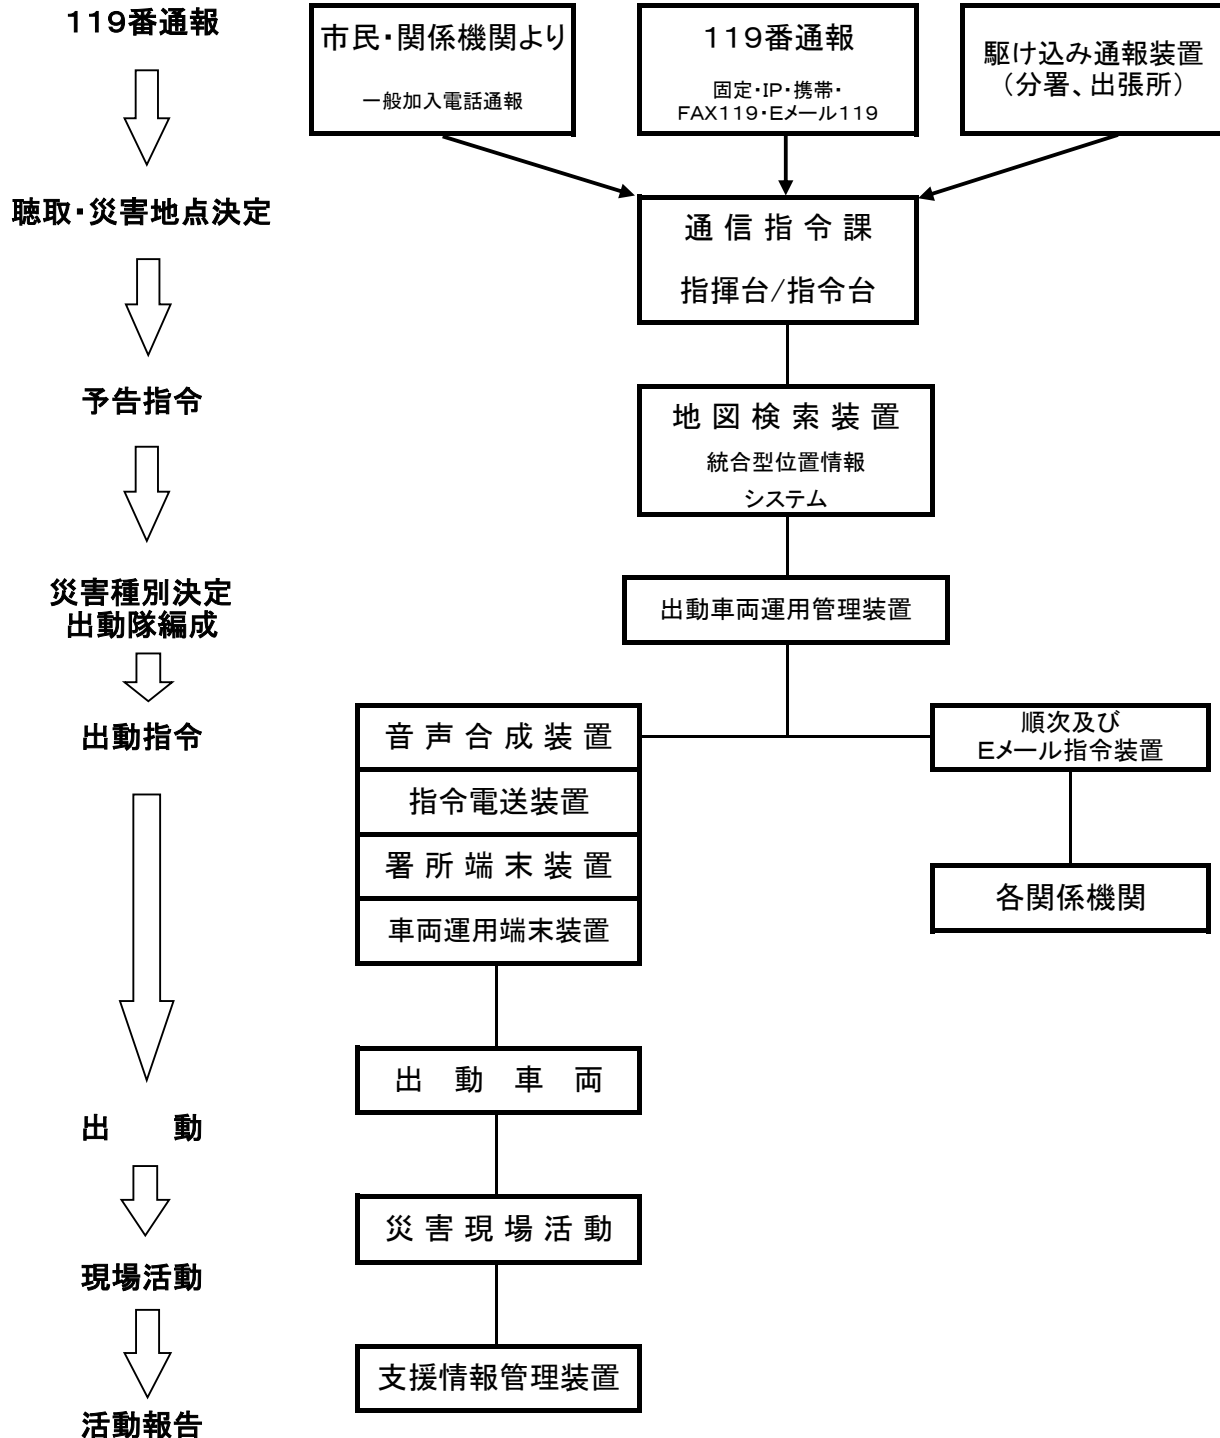 119番通報
聴取・災害地点決定
予告指令
災害種別決定
出動隊編成
出動指令
出　　動
現場活動
活動報告
市民・関係機関より
一般加入電話通報
119番通報
固定・IP・携帯・
FAX119・Eメール119
駆け込み通報装置
（分署、出張所）
通 信 指 令 課
指揮台/指令台
地 図 検 索 装 置
統合型位置情報
システム
出動車両運用管理装置
音 声 合 成 装 置
指令電送装置
署 所 端 末 装 置
車両運用端末装置
順次及び
Eメール指令装置
各関係機関
出　動　車　両
災 害 現 場 活 動
支援情報管理装置